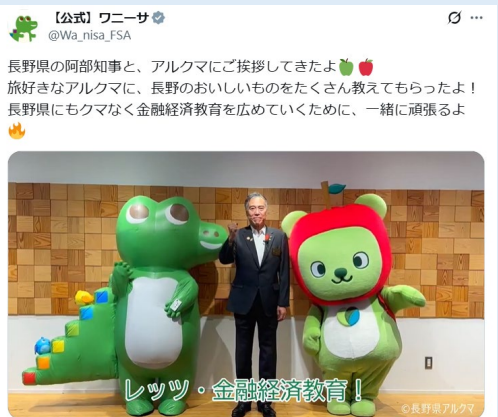 【公式】ワニーサ
@Wa_nisa_FSA
長野県の阿部知事と、アルクマにご挨拶してきたよ🍏🍎
旅好きなアルクマに、長野のおいしいものをたくさん教えてもらったよ！
長野県にもクマなく金融経済教育を広めていくために、一緒に頑張るよ
🔥
レッツ・金融経済教育！
©長野県アルクマ